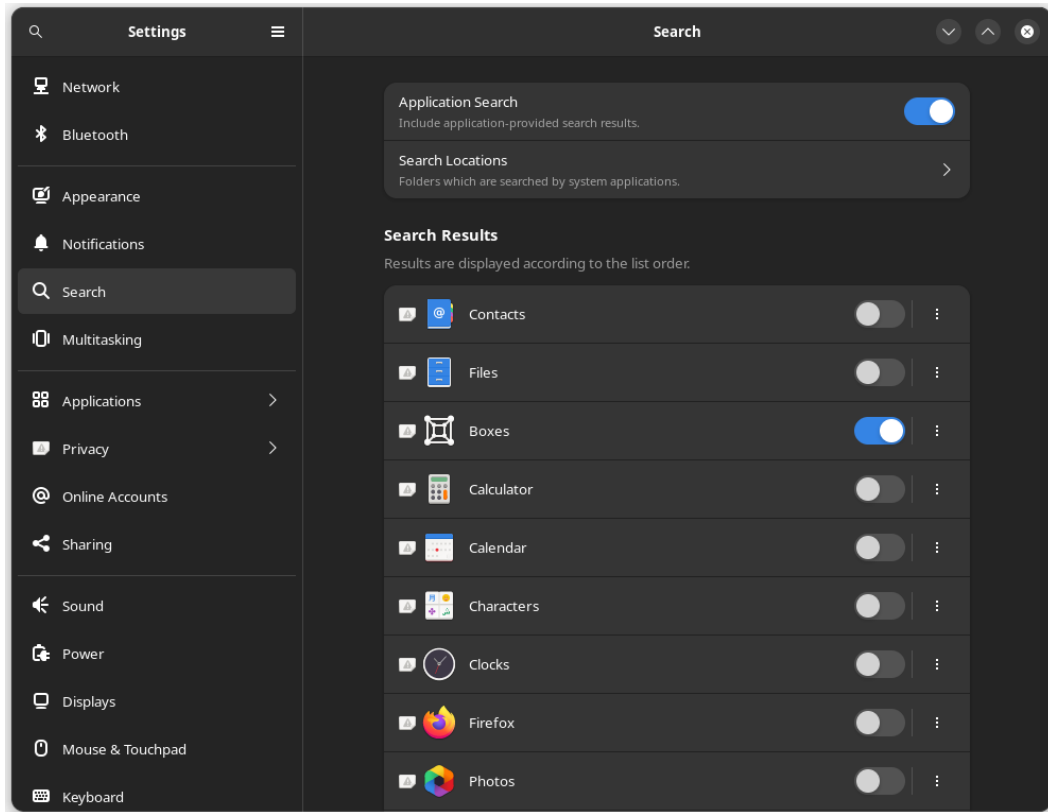 Settings
Network
Bluetooth
Appearance
Notifications
Search
Multitasking
Applications
Privacy
Online Accounts
Sharing
Sound
Power
Displays
Mouse & Touchpad
Keyboard
Search
Application Search
Include application-provided search results.
Search Locations
Folders which are searched by system applications.
Search Results
Results are displayed according to the list order.
Contacts
Files
Boxes
Calculator
Calendar
Characters
Clocks
Firefox
Photos